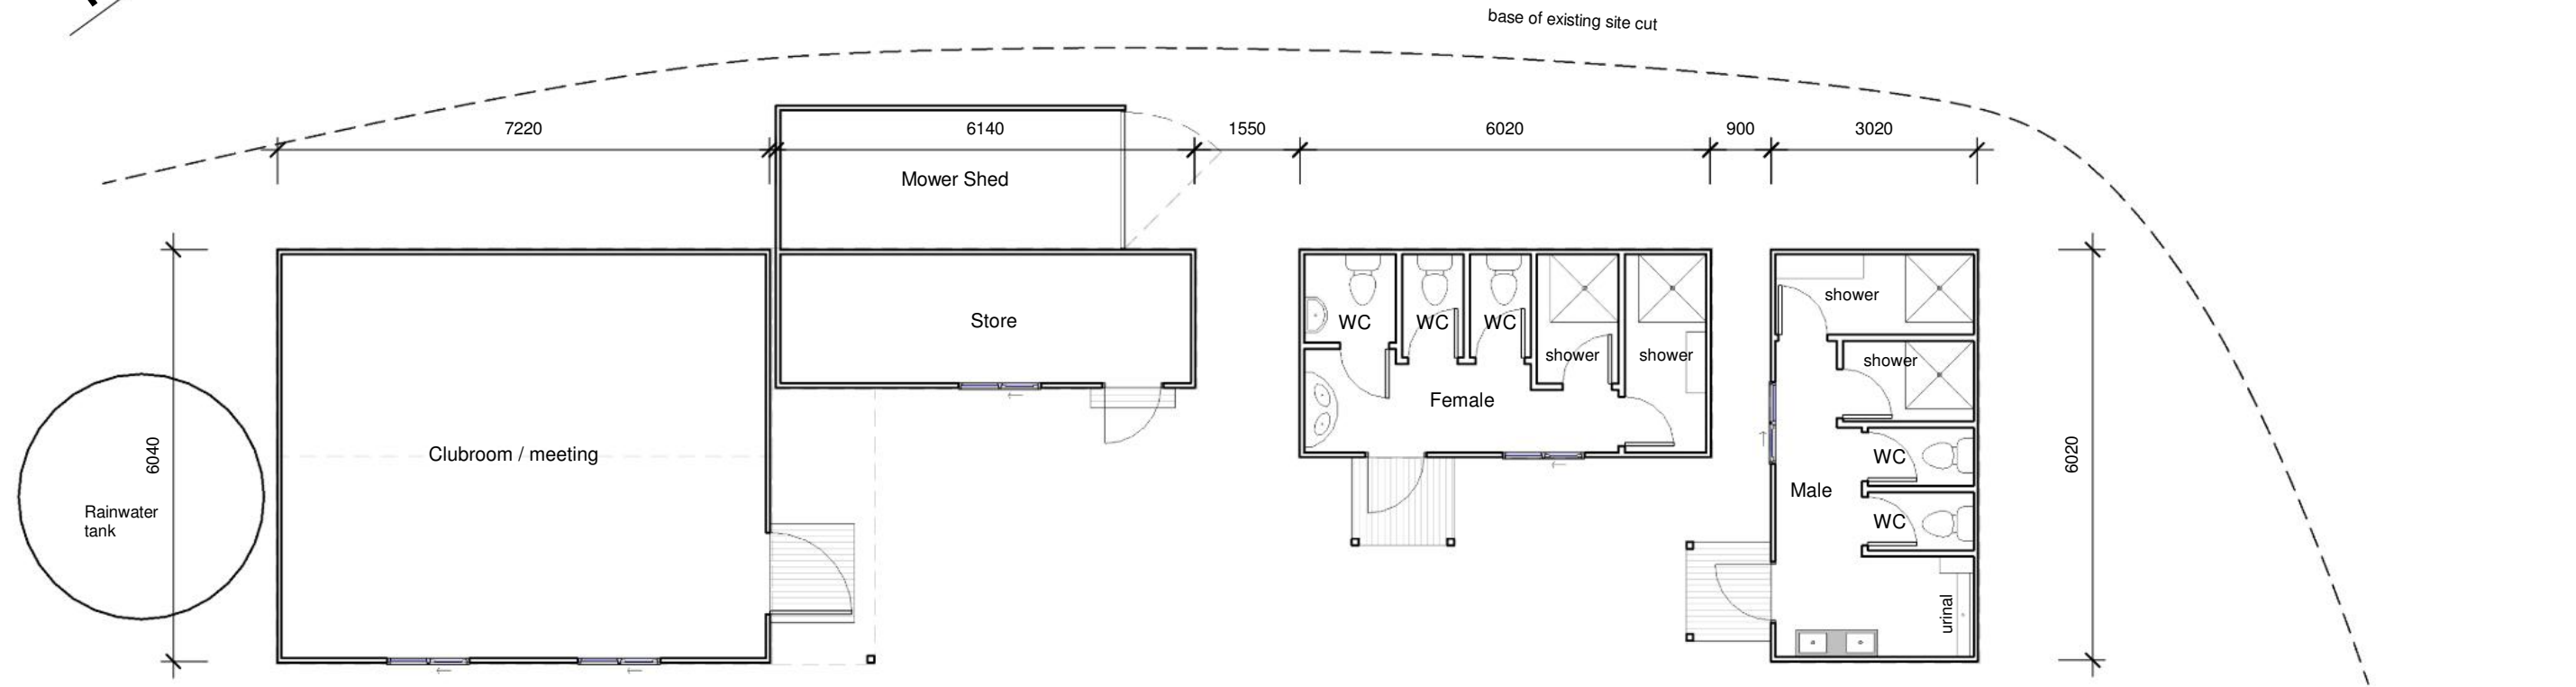 base of existing site cut
7220
6140
1550
6020
900
3020
Mower Shed
Store
WC
WC
WC
shower
shower
Female
shower
shower
WC
WC
Male
urinal
Clubroom / meeting
6040
Rainwater
tank
6020